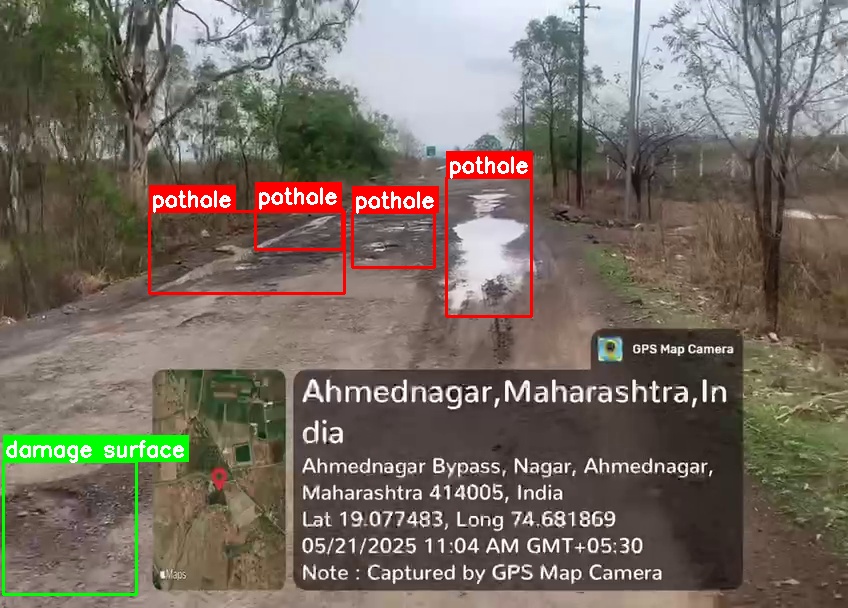 pothole
pothole
pothole
pothole
GPS Map Camera
Ahmednagar,Maharashtra,In
dia
Ahmednagar Bypass, Nagar, Ahmednagar,
Maharashtra 414005, India
Lat 19.077483, Long 74.681869
05/21/2025 11:04 AM GMT+05:30
Note : Captured by GPS Map Camera
damage surface
Maps